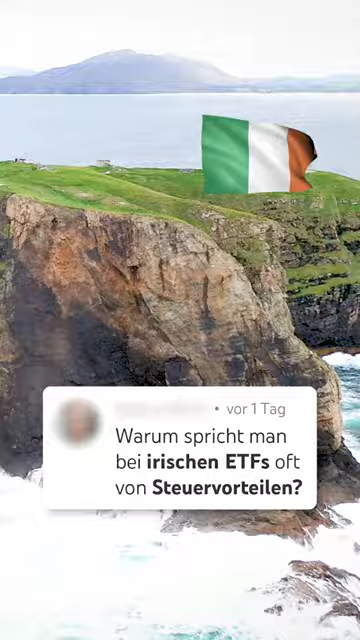 • vor 1 Tag
Warum spricht man
bei irischen ETFs oft
von Steuervorteilen?